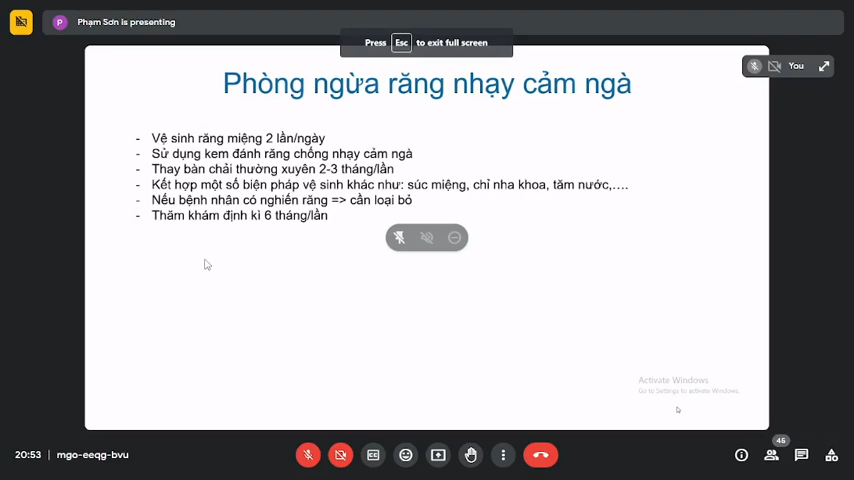 P Phạm Sơn is presenting
Press Esc to exit full screen
You
Phòng ngừa răng nhạy cảm ngà
- Vệ sinh răng miệng 2 lần/ngày
- Sử dụng kem đánh răng chống nhạy cảm ngà
- Thay bàn chải thường xuyên 2-3 tháng/lần
- Kết hợp một số biện pháp vệ sinh khác như: súc miệng, chỉ nha khoa, tăm nước,....
- Nếu bệnh nhân có nghiến răng => cần loại bỏ
- Thăm khám định kì 6 tháng/lần
Activate Windows
Go to Settings to activate Windows.
20:53 | mgo-eeqg-bvu
46